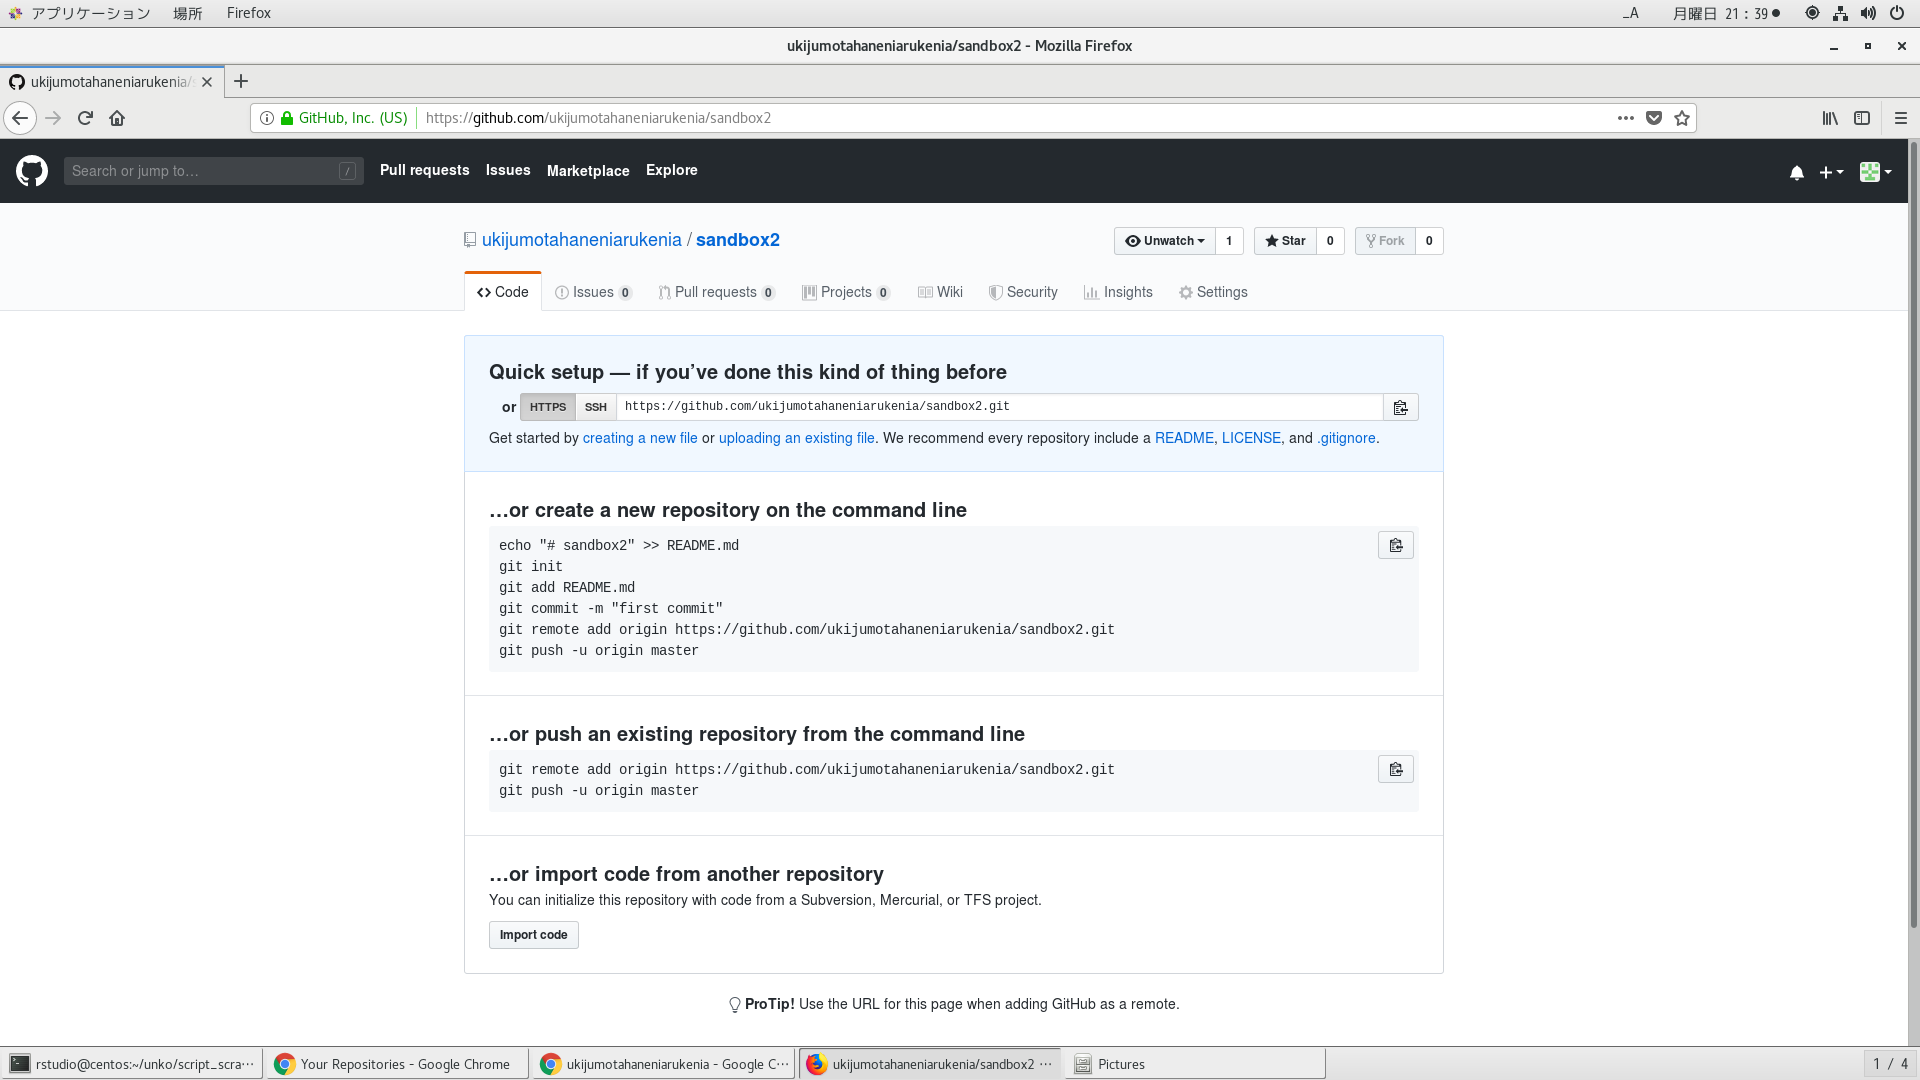 アプリケーション 場所 Firefox _A 月曜日 21：39●
ukijumotahaneniarukenia/sandbox2 - Mozilla Firefox
ukijumotahaneniarukenia/s
GitHub, Inc. (US) https://github.com/ukijumotahaneniarukenia/sandbox2
Search or jump to… / Pull requests Issues Marketplace Explore
ukijumotahaneniarukenia / sandbox2 Unwatch 1 Star 0 Fork 0
Code Issues 0 Pull requests 0 Projects 0 Wiki Security Insights Settings
Quick setup — if you’ve done this kind of thing before
or HTTPS SSH https://github.com/ukijumotahaneniarukenia/sandbox2.git
Get started by creating a new file or uploading an existing file. We recommend every repository include a README, LICENSE, and .gitignore.
…or create a new repository on the command line
echo "# sandbox2" >> README.md
git init
git add README.md
git commit -m "first commit"
git remote add origin https://github.com/ukijumotahaneniarukenia/sandbox2.git
git push -u origin master
…or push an existing repository from the command line
git remote add origin https://github.com/ukijumotahaneniarukenia/sandbox2.git
git push -u origin master
…or import code from another repository
You can initialize this repository with code from a Subversion, Mercurial, or TFS project.
Import code
ProTip! Use the URL for this page when adding GitHub as a remote.
rstudio@centos:~/unko/script_scra… Your Repositories - Google Chrome ukijumotahaneniarukenia - Google C… ukijumotahaneniarukenia/sandbox2 … Pictures 1 / 4